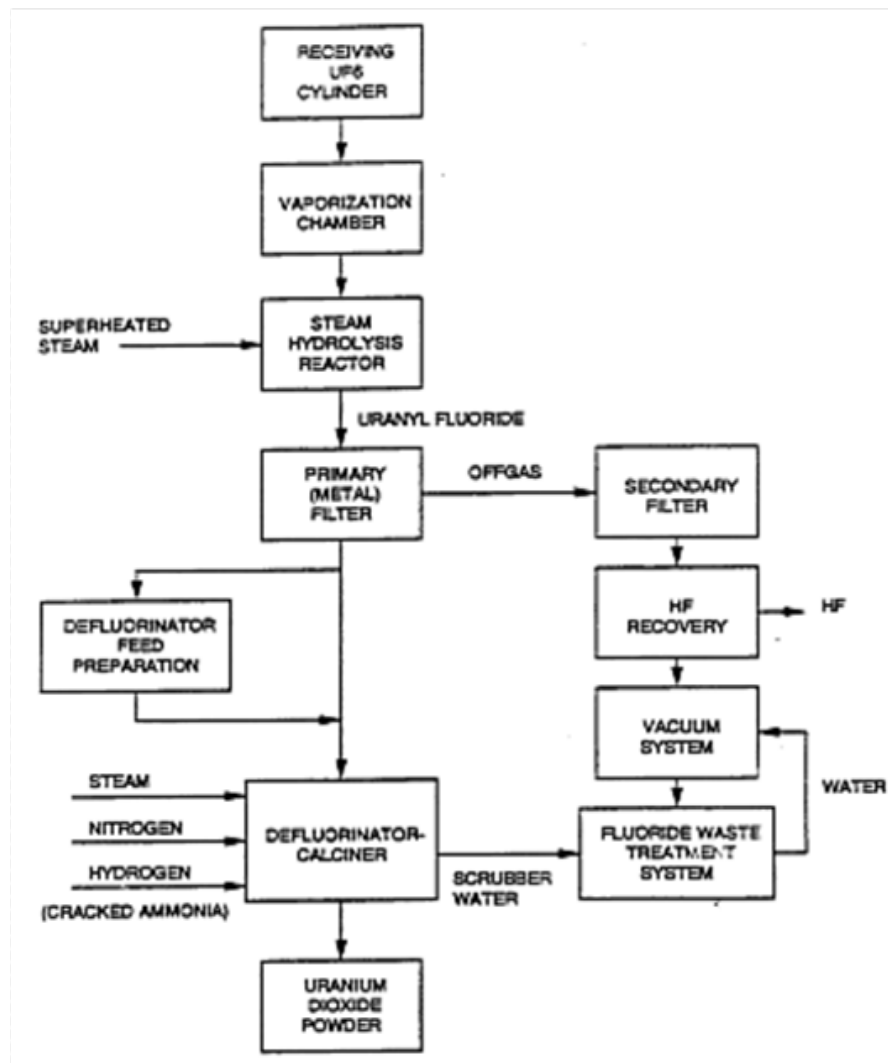 RECEIVING
UF6
CYLINDER
VAPORIZATION
CHAMBER
SUPERHEATED
STEAM
STEAM
HYDROLYSIS
REACTOR
URANYL FLUORIDE
PRIMARY
(METAL)
FILTER
OFFGAS
SECONDARY
FILTER
DEFLUORINATOR
FEED
PREPARATION
HF
RECOVERY
HF
VACUUM
SYSTEM
WATER
STEAM
NITROGEN
HYDROGEN
(CRACKED AMMONIA)
DEFLUORINATOR-
CALCINER
SCRUBBER
WATER
FLUORIDE WASTE
TREATMENT
SYSTEM
URANIUM
DIOXIDE
POWDER